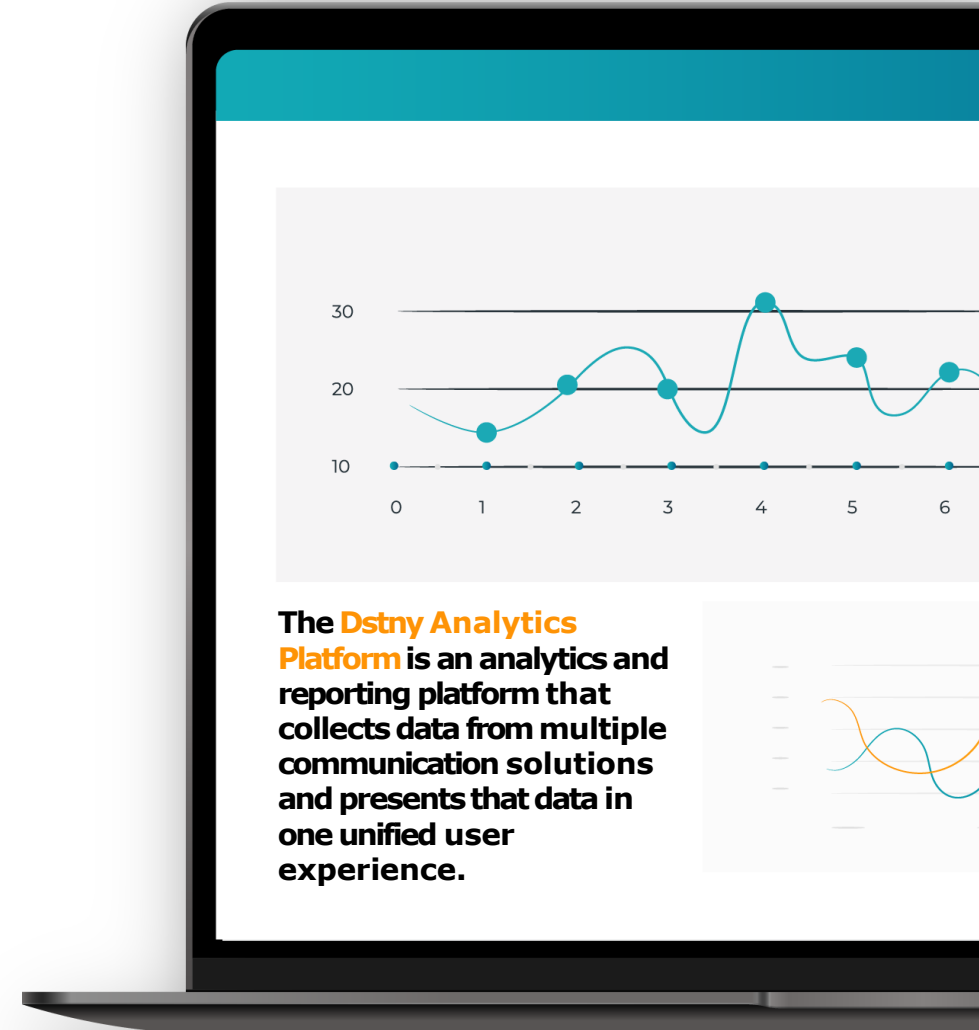 30
20
10
0 1 2 3 4 5 6
The Dstny Analytics
Platform is an analytics and
reporting platform that
collects data from multiple
communication solutions
and presents that data in
one unified user
experience.